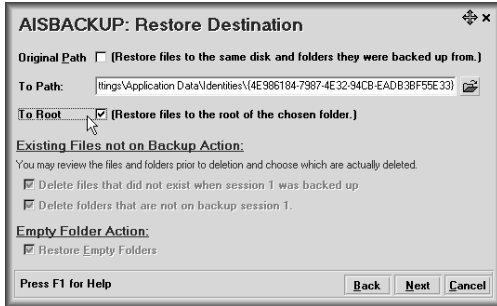 AISBACKUP: Restore Destination
Original Path (Restore files to the same disk and folders they were backed up from.)
To Path: ttings\Application Data\Identities\{4E986184-7987-4E32-94CB-EADB3BF55E33}
To Root (Restore files to the root of the chosen folder.)
Existing Files not on Backup Action:
You may review the files and folders prior to deletion and choose which are actually deleted.
Delete files that did not exist when session 1 was backed up
Delete folders that are not on backup session 1.
Empty Folder Action:
Restore Empty Folders
Press F1 for Help Back Next Cancel